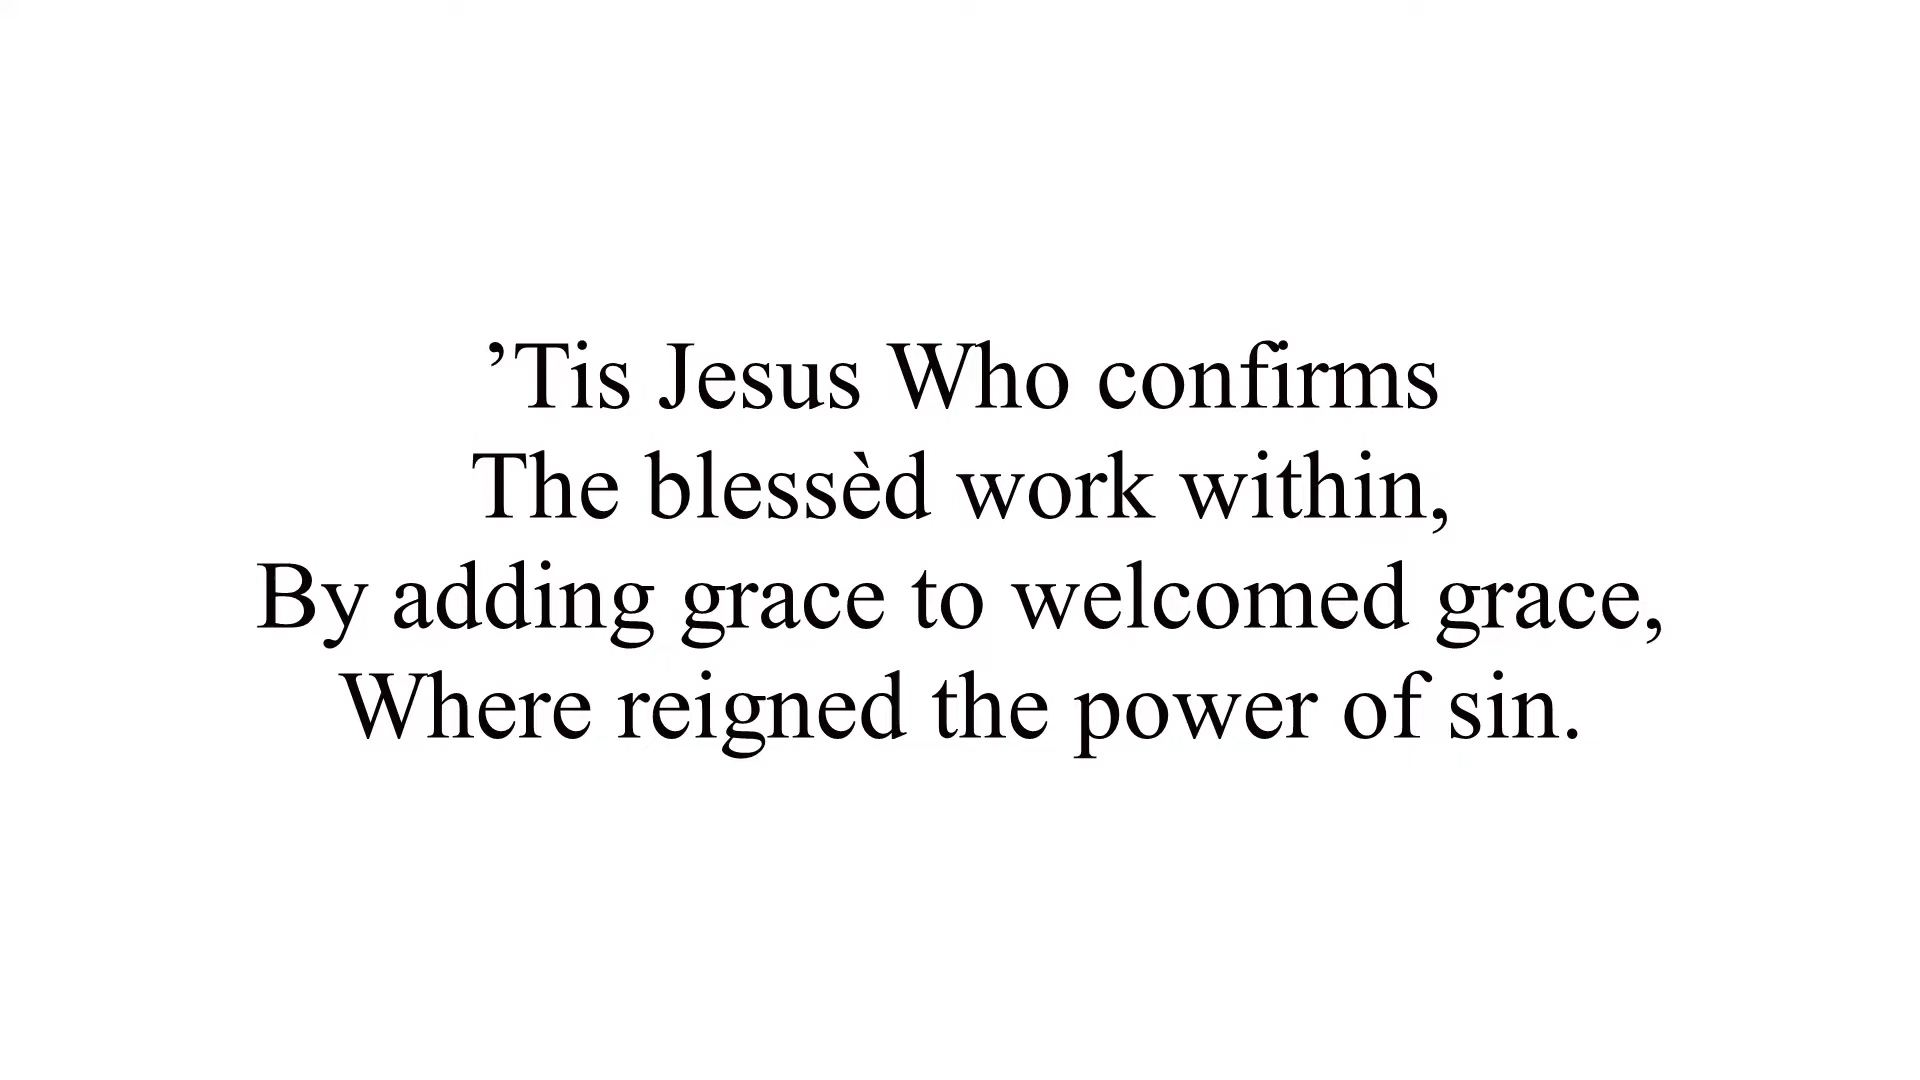 ’Tis Jesus Who confirms
The blessèd work within,
By adding grace to welcomed grace,
Where reigned the power of sin.